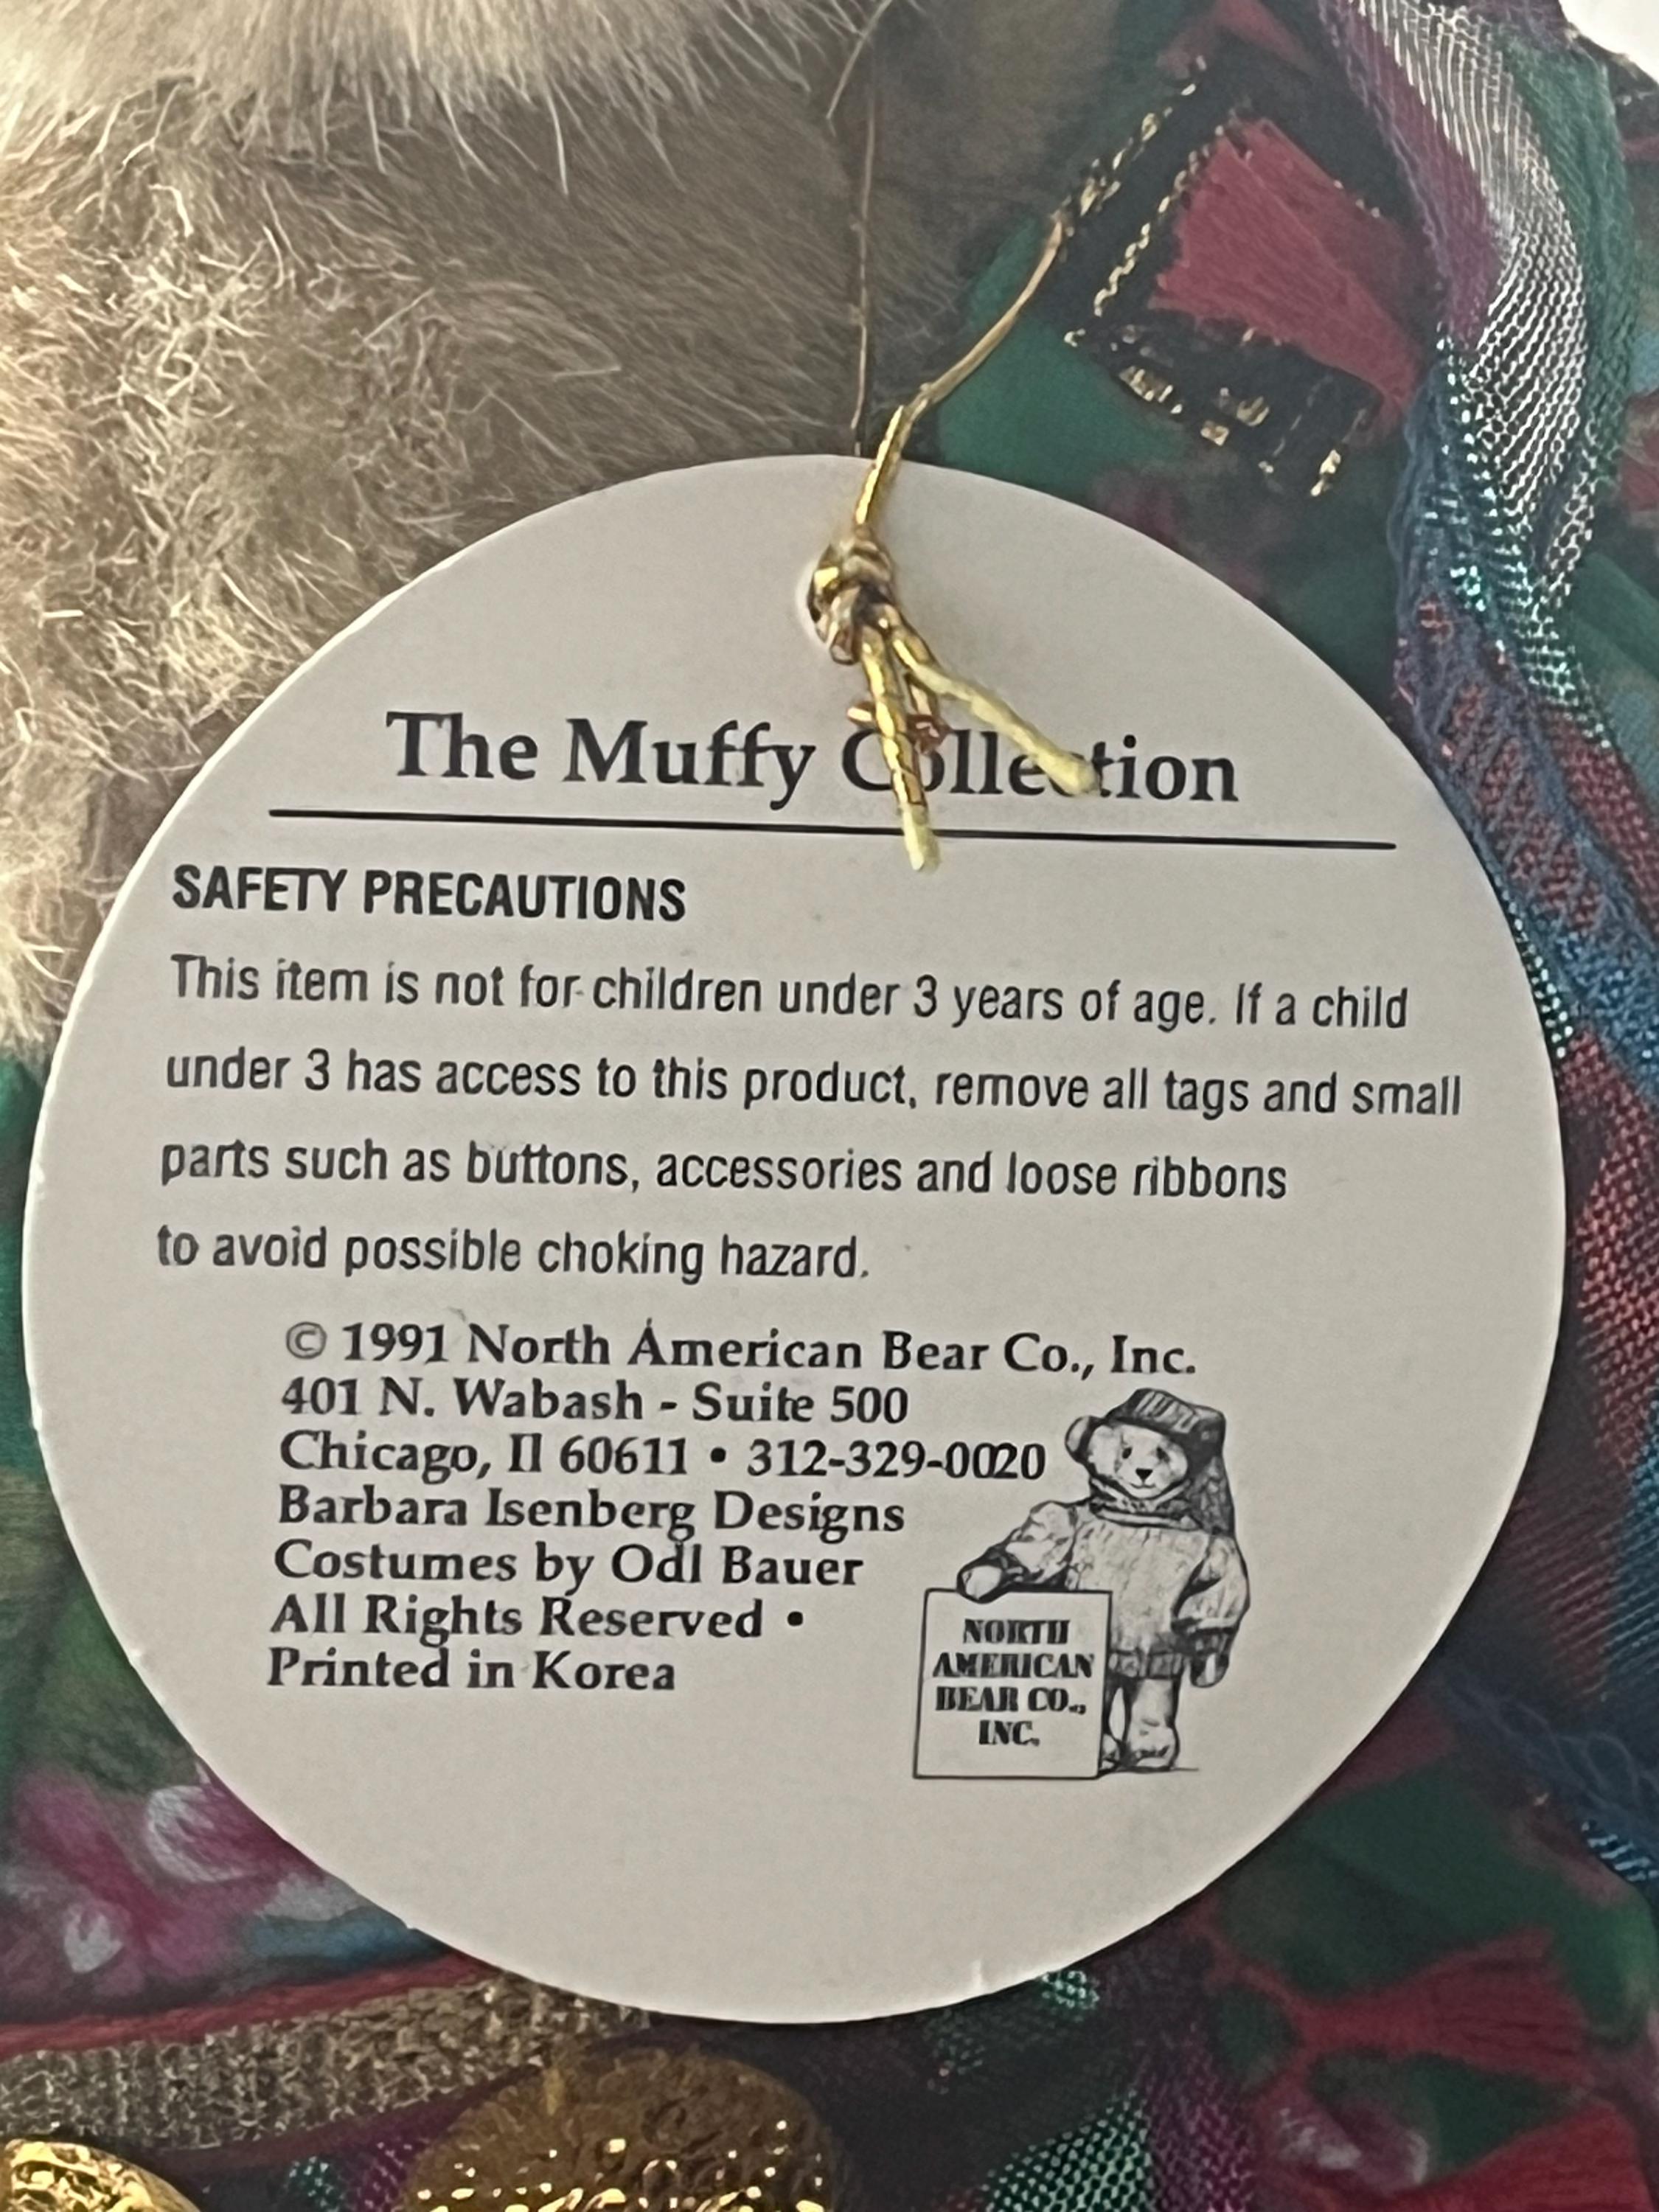 The Muffy Collection
SAFETY PRECAUTIONS
This item is not for children under 3 years of age. If a child
under 3 has access to this product, remove all tags and small
parts such as buttons, accessories and loose ribbons
to avoid possible choking hazard.
© 1991 North American Bear Co., Inc.
401 N. Wabash - Suite 500
Chicago, Il 60611 • 312-329-0020
Barbara Isenberg Designs
Costumes by Odl Bauer
All Rights Reserved •
Printed in Korea
NORTH
AMERICAN
BEAR CO.,
INC.